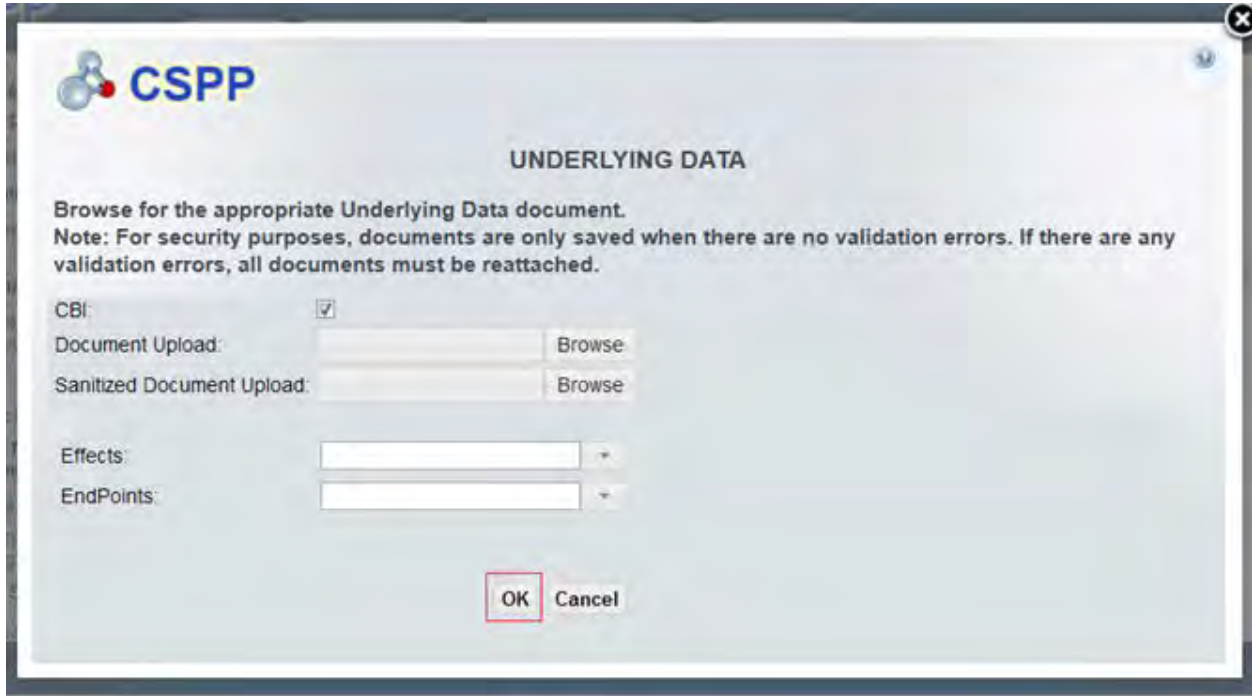 CSPP
UNDERLYING DATA
Browse for the appropriate Underlying Data document.
Note: For security purposes, documents are only saved when there are no validation errors. If there are any
validation errors, all documents must be reattached.
CBI:
Document Upload: Browse
Sanitized Document Upload: Browse
Effects:
EndPoints:
OK Cancel